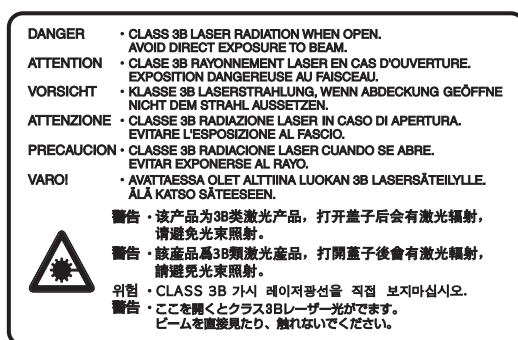 DANGER · CLASS 3B LASER RADIATION WHEN OPEN.
AVOID DIRECT EXPOSURE TO BEAM.
ATTENTION · CLASE 3B RAYONNEMENT LASER EN CAS D'OUVERTURE.
EXPOSITION DANGEREUSE AU FAISCEAU.
VORSICHT · KLASSE 3B LASERSTRAHLUNG, WENN ABDECKUNG GEÖFFNE
NICHT DEM STRAHL AUSSETZEN.
ATTENZIONE · CLASSE 3B RADIAZIONE LASER IN CASO DI APERTURA.
EVITARE L'ESPOSIZIONE AL FASCIO.
PRECAUCION · CLASSE 3B RADIACIONE LASER CUANDO SE ABRE.
EVITAR EXPONERSE AL RAYO.
VARO! · AVATTAESSA OLET ALTTIINA LUOKAN 3B LASERSÄTEILYLLE.
ÄLÄ KATSO SÄTEESEEN.
警告 · 该产品为3B类激光产品，打开盖子后会有激光辐射，
请避免光束照射。
警告 · 該産品爲3B類激光産品，打開蓋子後會有激光輻射，
請避免光束照射。
위험 · CLASS 3B 가시 레이저광선을 직접 보지마십시오.
警告 · ここを開くとクラス3Bレーザー光がでます。
ビームを直接見たり、触れないでください。